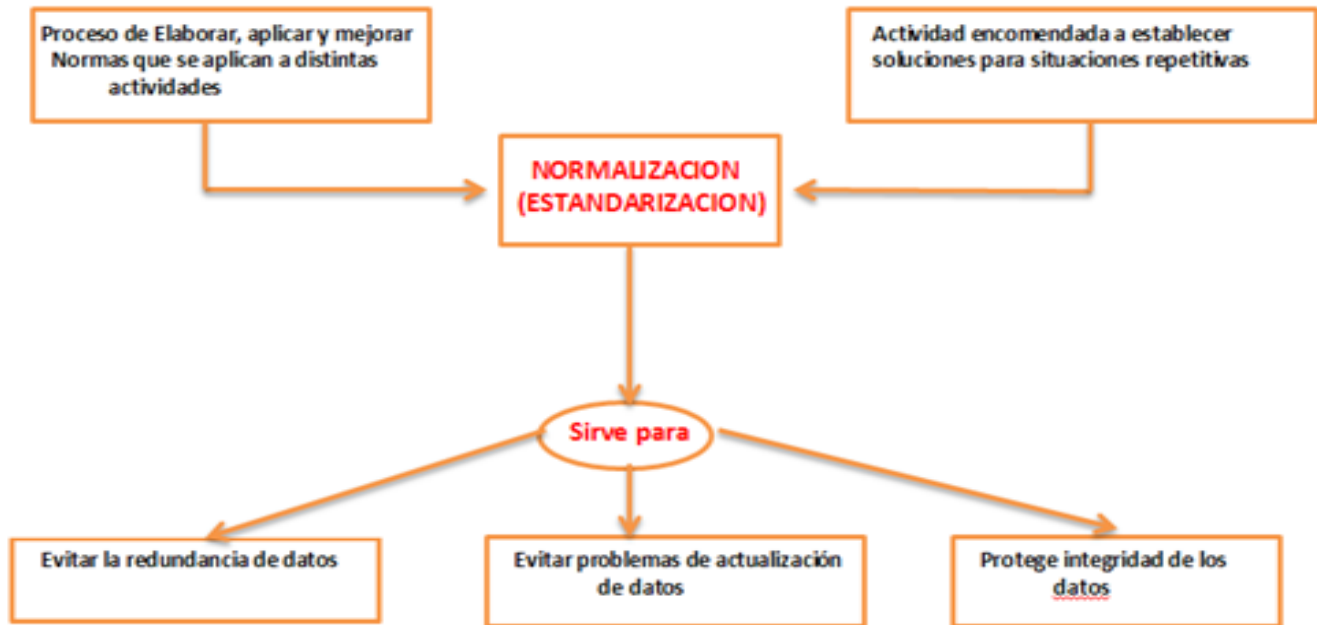 Proceso de Elaborar, aplicar y mejorar
Normas que se aplican a distintas
actividades
Actividad encomendada a establecer
soluciones para situaciones repetitivas
NORMALIZACION
(ESTANDARIZACION)
Sirve para
Evitar la redundancia de datos
Evitar problemas de actualización
de datos
Protege integridad de los
datos